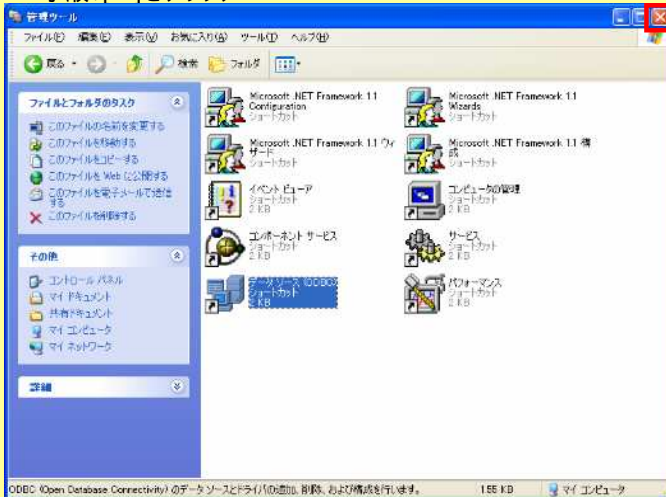 管理ツール
ファイル(F) 編集(E) 表示(V) お気に入り(A) ツール(T) ヘルプ(H)
戻る 検索 フォルダ
ファイルとフォルダのタスク
このファイルの名前を変更する
このファイルを移動する
このファイルをコピーする
このファイルを Web に公開する
このファイルを電子メールで送信
する
このファイルを削除する
その他
コントロール パネル
マイ ドキュメント
共有ドキュメント
マイ コンピュータ
マイ ネットワーク
詳細
Microsoft .NET Framework 1.1
Configuration
ショートカット
Microsoft .NET Framework 1.1
Wizards
ショートカット
Microsoft .NET Framework 1.1 ウィ
ザード
ショートカット
Microsoft .NET Framework 1.1 構
成
ショートカット
イベント ビューア
ショートカット
2 KB
コンピュータの管理
ショートカット
2 KB
コンポーネント サービス
ショートカット
2 KB
サービス
ショートカット
2 KB
データ ソース (ODBC)
ショートカット
2 KB
パフォーマンス
ショートカット
2 KB
ODBC (Open Database Connectivity) のデータ ソースとドライバの追加、削除、および構成を行います。
1.55 KB
マイ コンピュータ